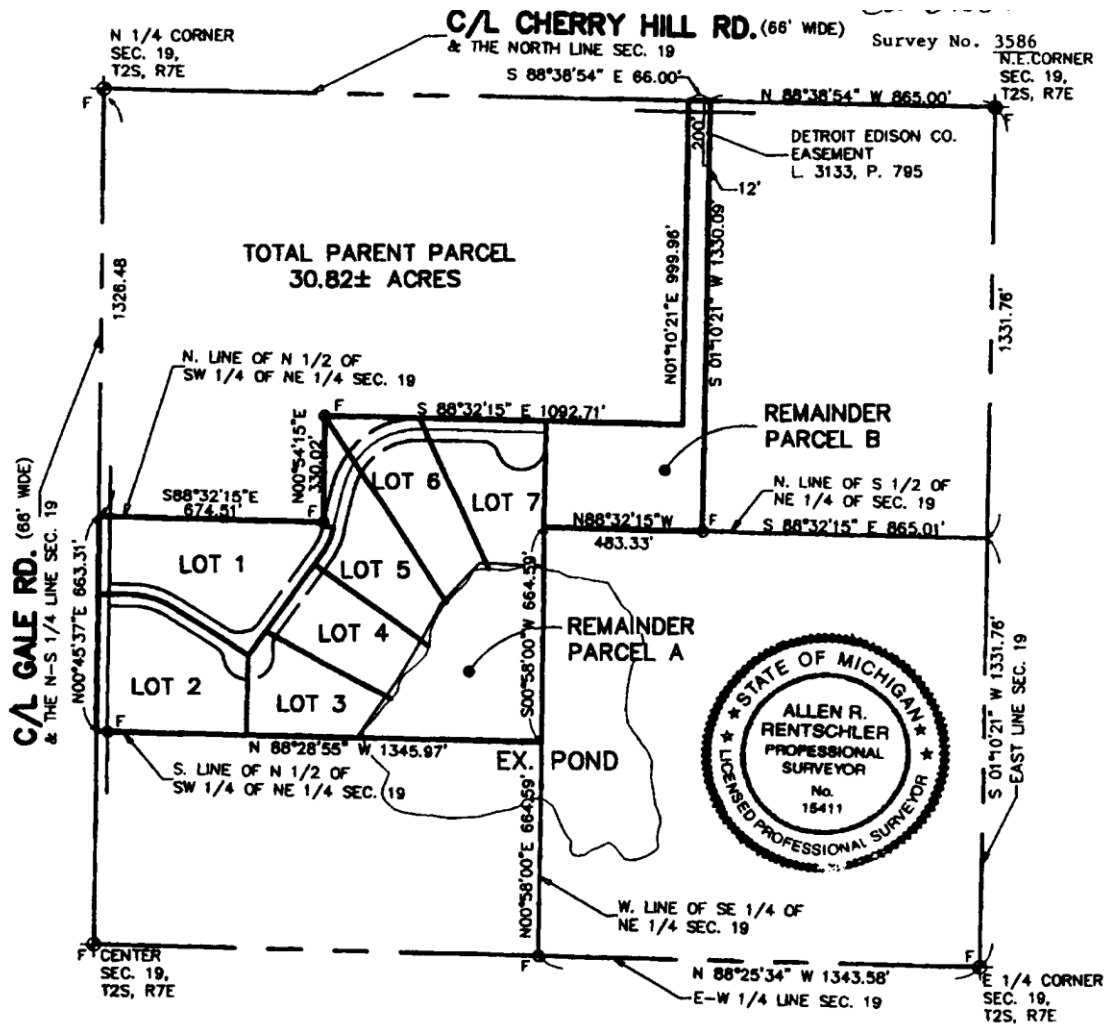 N 1/4 CORNER
SEC. 19,
T2S, R7E
C/L CHERRY HILL RD. (66' WIDE)
& THE NORTH LINE SEC. 19
Survey No. 3586
N.E.CORNER
SEC. 19,
T2S, R7E
S 88°38'54" E 66.00'
N 88°38'54" W 865.00'
F
F
200'
DETROIT EDISON CO.
EASEMENT
L. 3133, P. 795
12'
TOTAL PARENT PARCEL
30.82± ACRES
1326.48
N01°10'21"E 999.96'
S 01°10'21" W 1330.09'
1331.76'
N. LINE OF N 1/2 OF
SW 1/4 OF NE 1/4 SEC. 19
F
S 88°32'15" E 1092.71'
REMAINDER
PARCEL B
N00°54'15"E
330.02'
LOT 6
LOT 7
N. LINE OF S 1/2 OF
NE 1/4 OF SEC. 19
S88°32'15"E
674.51'
F
N88°32'15"W
483.33'
F
S 88°32'15" E 865.01'
C/L GALE RD. (66' WIDE)
& THE N-S 1/4 LINE SEC. 19
N00°45'37"E 663.31'
LOT 1
LOT 5
LOT 4
S00°58'00"W 664.59'
REMAINDER
PARCEL A
LOT 2
LOT 3
F
N 88°28'55" W 1345.97'
EX. POND
S. LINE OF N 1/2 OF
SW 1/4 OF NE 1/4 SEC. 19
STATE OF MICHIGAN
ALLEN R.
RENTSCHLER
PROFESSIONAL
SURVEYOR
No.
15411
LICENSED PROFESSIONAL SURVEYOR
S 01°10'21" W 1331.76'
EAST LINE SEC. 19
N00°58'00"E 664.59'
W. LINE OF SE 1/4 OF
NE 1/4 SEC. 19
F
CENTER
SEC. 19,
T2S, R7E
F
N 88°25'34" W 1343.58'
E-W 1/4 LINE SEC. 19
F
E 1/4 CORNER
SEC. 19,
T2S, R7E